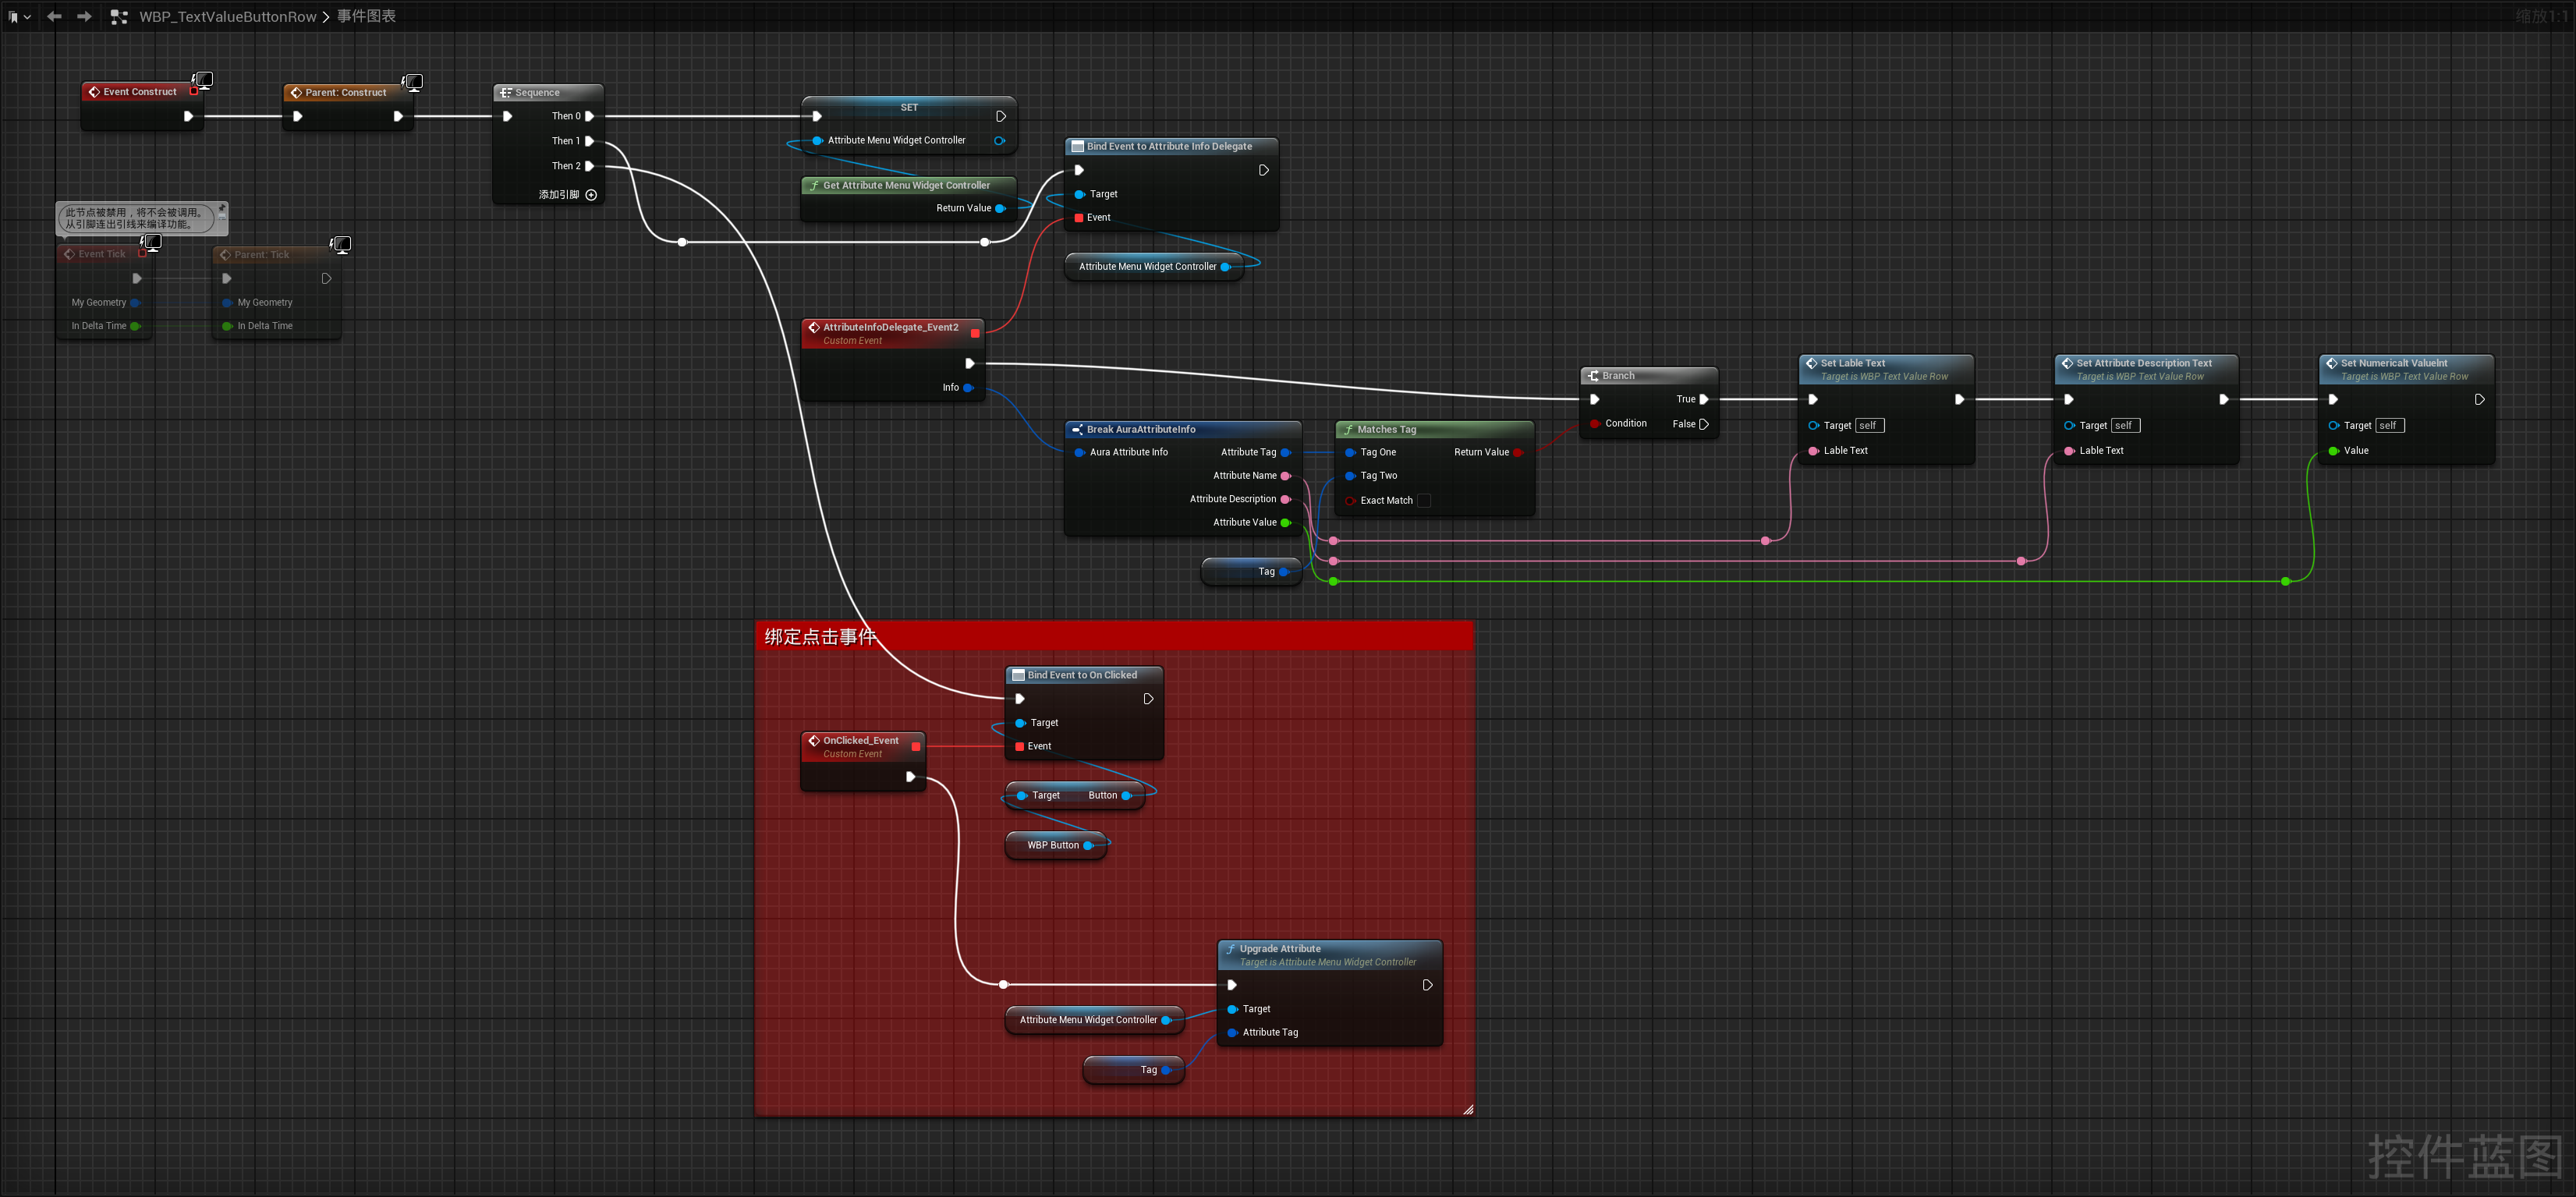 WBP_TextValueButtonRow > 事件图表
缩放1:1
Event Construct
Parent: Construct
Sequence
Then 0
Then 1
Then 2
添加引脚
SET
Attribute Menu Widget Controller
Get Attribute Menu Widget Controller
Return Value
Bind Event to Attribute Info Delegate
Target
Event
Attribute Menu Widget Controller
此节点被禁用，将不会被调用。
从引脚连出引线来编译功能。
Event Tick
My Geometry
In Delta Time
Parent: Tick
My Geometry
In Delta Time
AttributeInfoDelegate_Event2
Custom Event
Info
Break AuraAttributeInfo
Aura Attribute Info
Attribute Tag
Attribute Name
Attribute Description
Attribute Value
Tag
Matches Tag
Tag One
Return Value
Tag Two
Exact Match
Branch
True
Condition
False
Set Lable Text
Target is WBP Text Value Row
Target self
Lable Text
Set Attribute Description Text
Target is WBP Text Value Row
Target self
Lable Text
Set Numericalt ValueInt
Target is WBP Text Value Row
Target self
Value
绑定点击事件
Bind Event to On Clicked
Target
Event
OnClicked_Event
Custom Event
Target Button
WBP Button
Upgrade Attribute
Target is Attribute Menu Widget Controller
Target
Attribute Tag
Attribute Menu Widget Controller
Tag
控件蓝图